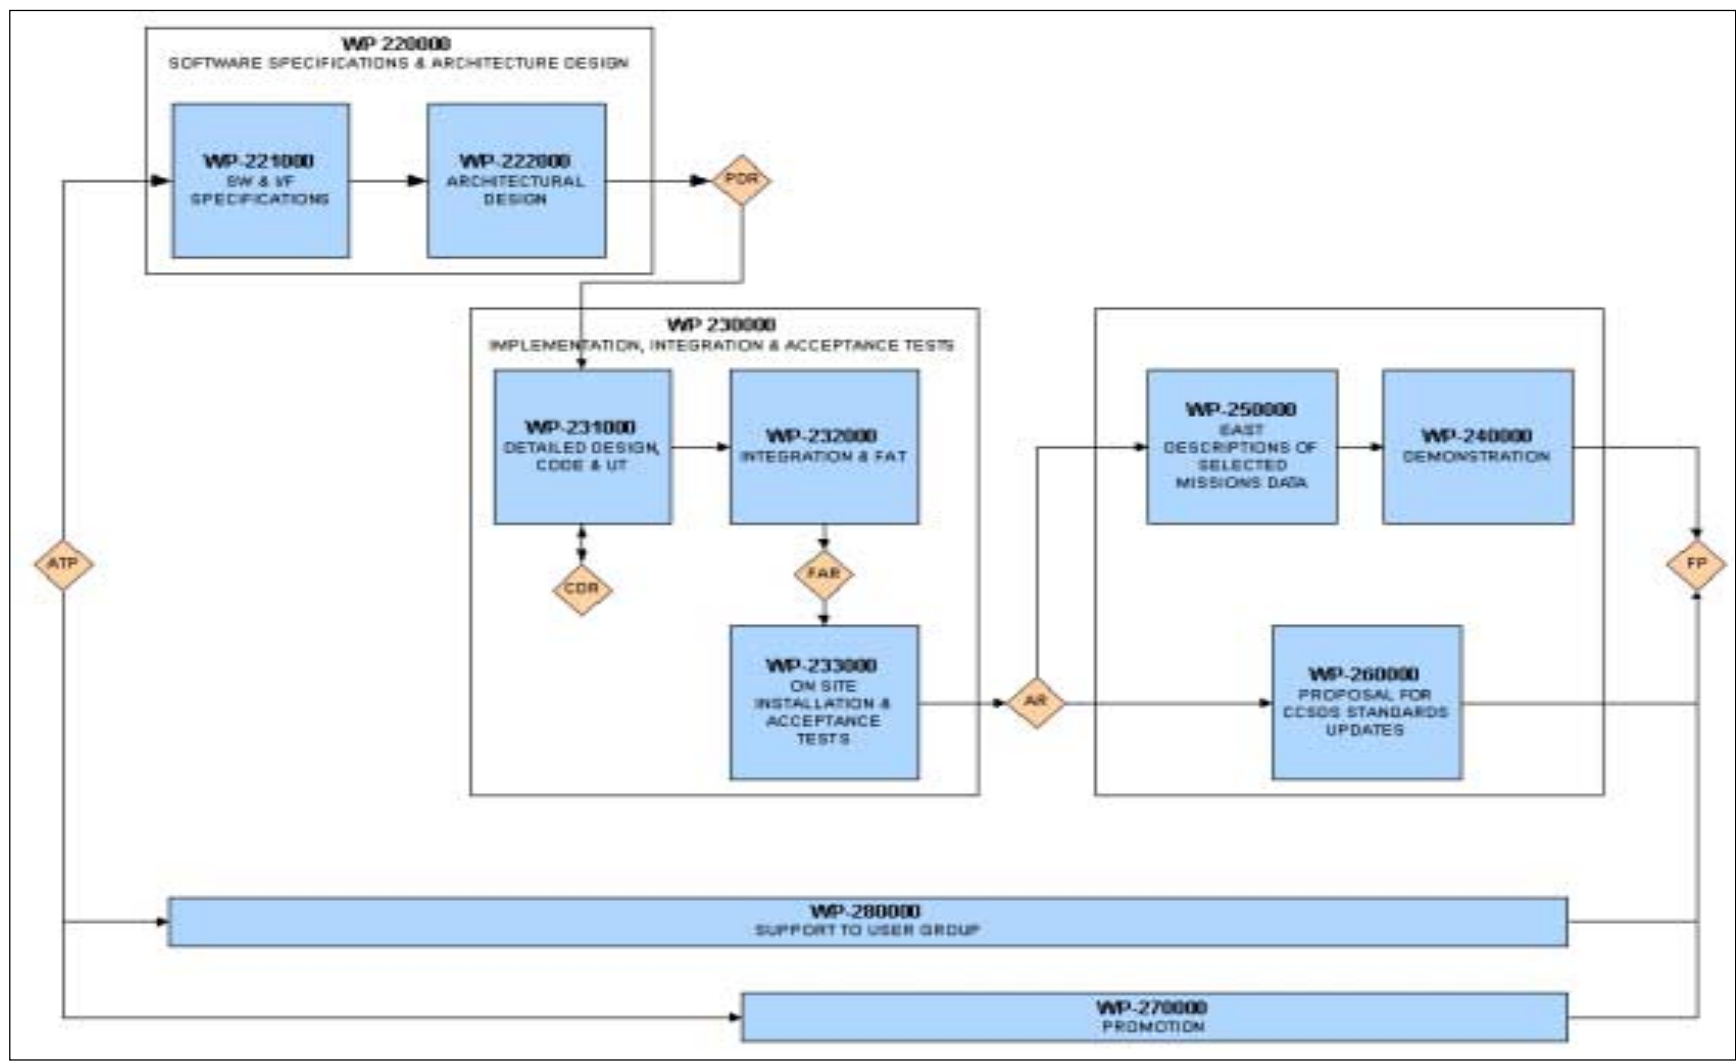 WP 220000
SOFTWARE SPECIFICATIONS & ARCHITECTURE DESIGN
WP-221000
SW & I/F
SPECIFICATIONS
WP-222000
ARCHITECTURAL
DESIGN
PDR
WP 230000
IMPLEMENTATION, INTEGRATION & ACCEPTANCE TESTS
WP-231000
DETAILED DESIGN,
CODE & UT
WP-232000
INTEGRATION & FAT
WP-250000
EAST
DESCRIPTIONS OF
SELECTED
MISSIONS DATA
WP-240000
DEMONSTRATION
ATP
CDR
FAR
FP
WP-233000
ON SITE
INSTALLATION &
ACCEPTANCE
TESTS
AR
WP-260000
PROPOSAL FOR
CCSDS STANDARDS
UPDATES
WP-280000
SUPPORT TO USER GROUP
WP-270000
PROMOTION